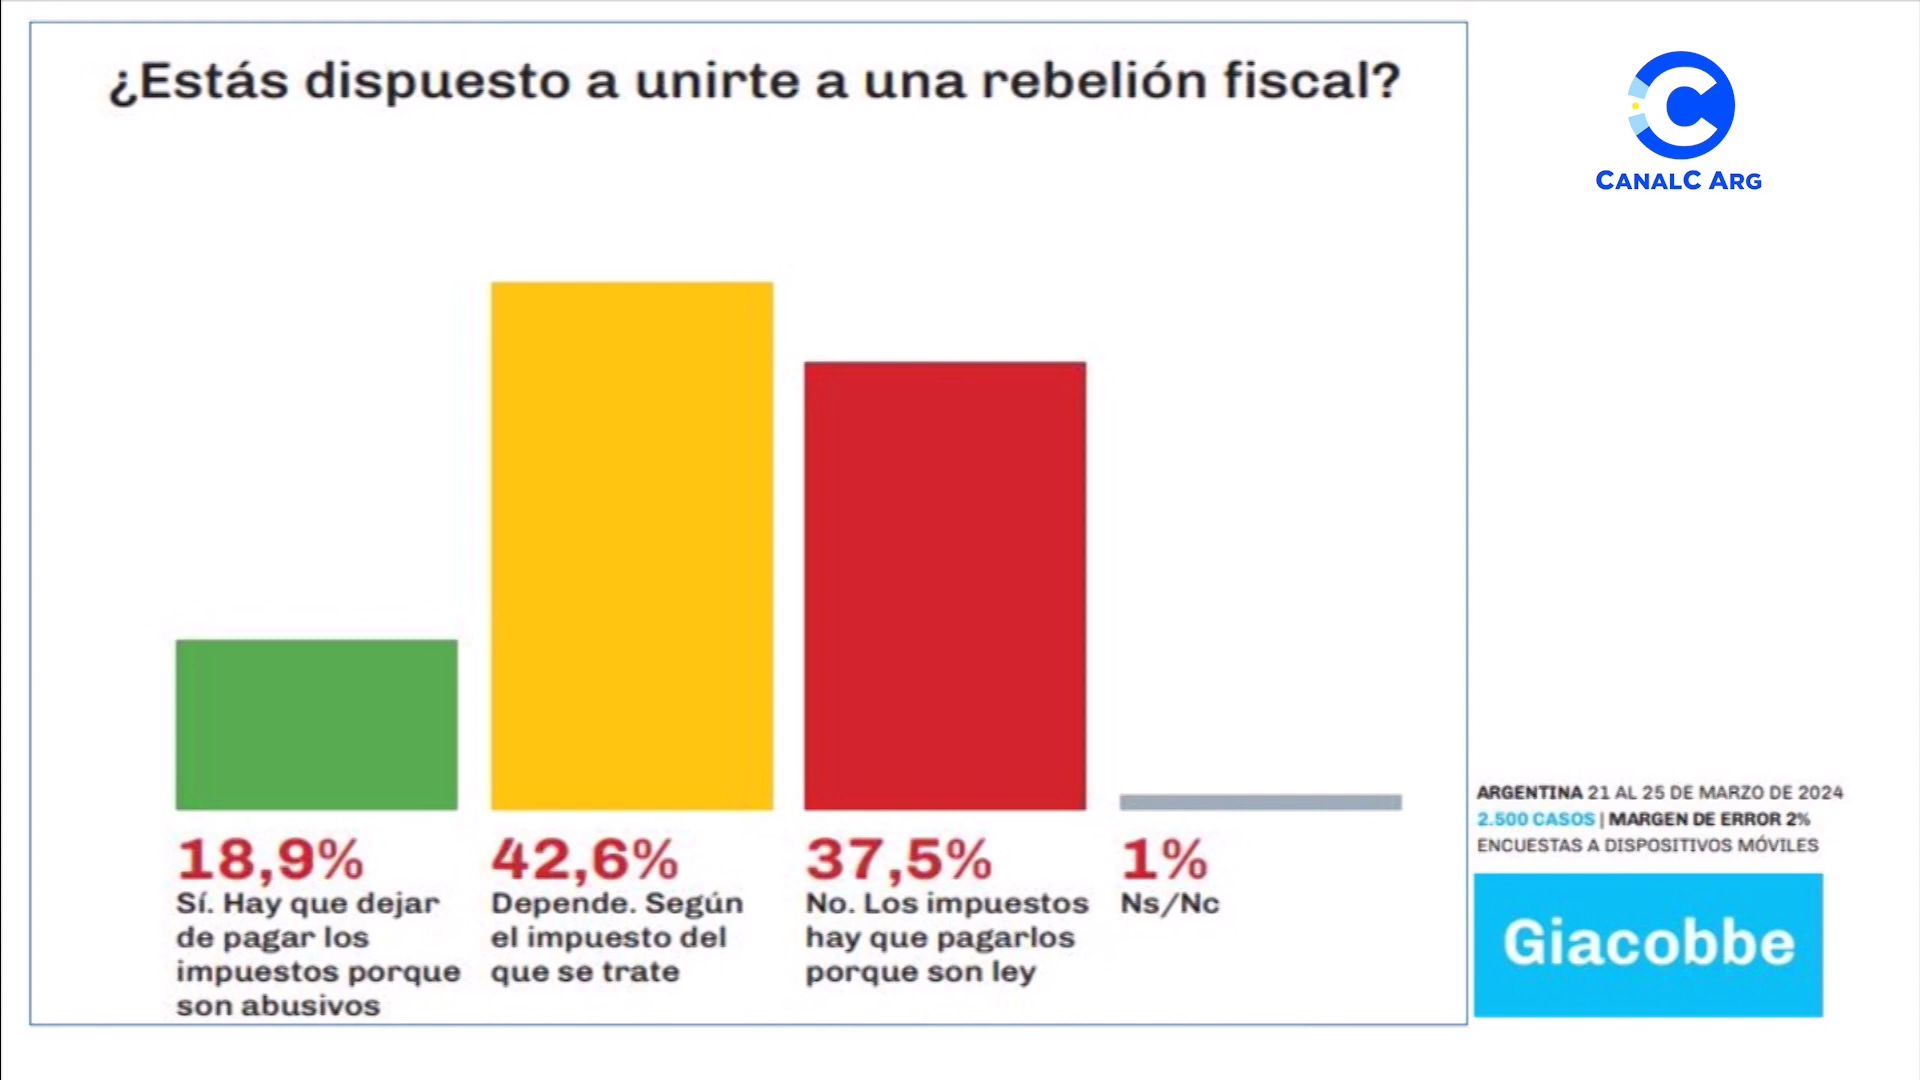 ¿Estás dispuesto a unirte a una rebelión fiscal?
CANALC ARG
18,9%
Sí. Hay que dejar
de pagar los
impuestos porque
son abusivos
42,6%
Depende. Según
el impuesto del
que se trate
37,5%
No. Los impuestos
hay que pagarlos
porque son ley
1%
Ns/Nc
ARGENTINA 21 AL 25 DE MARZO DE 2024
2.500 CASOS | MARGEN DE ERROR 2%
ENCUESTAS A DISPOSITIVOS MÓVILES
Giacobbe